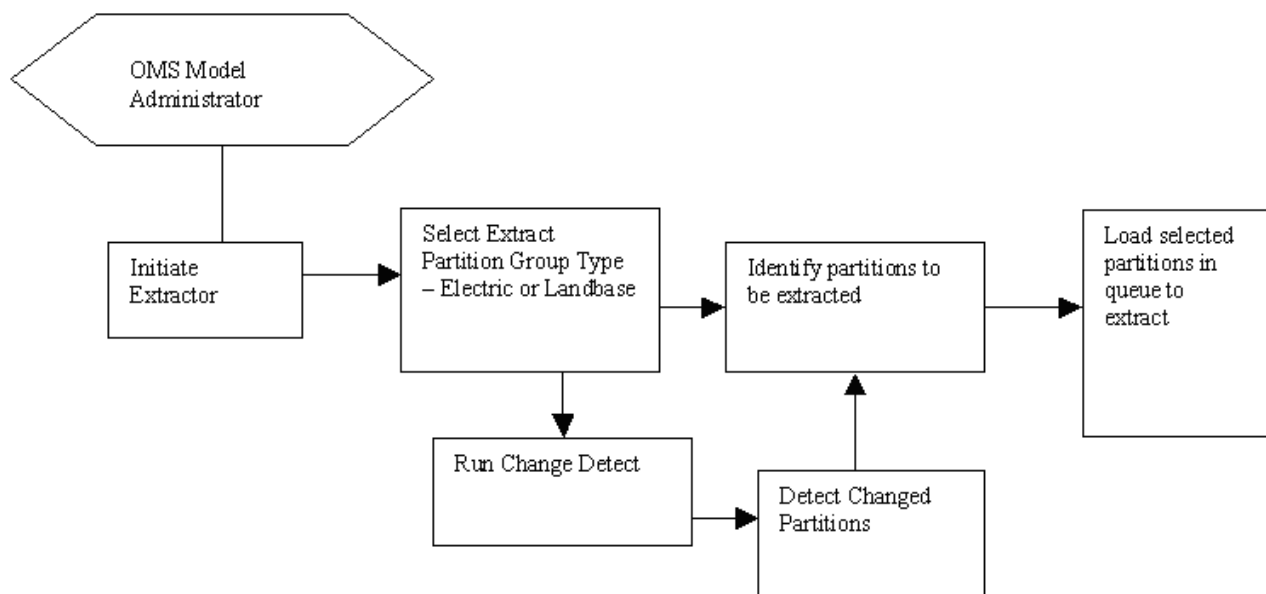 OMS Model
Administrator
Initiate
Extractor
Select Extract
Partition Group Type
– Electric or Landbase
Identify partitions to
be extracted
Load selected
partitions in
queue to
extract
Run Change Detect
Detect Changed
Partitions